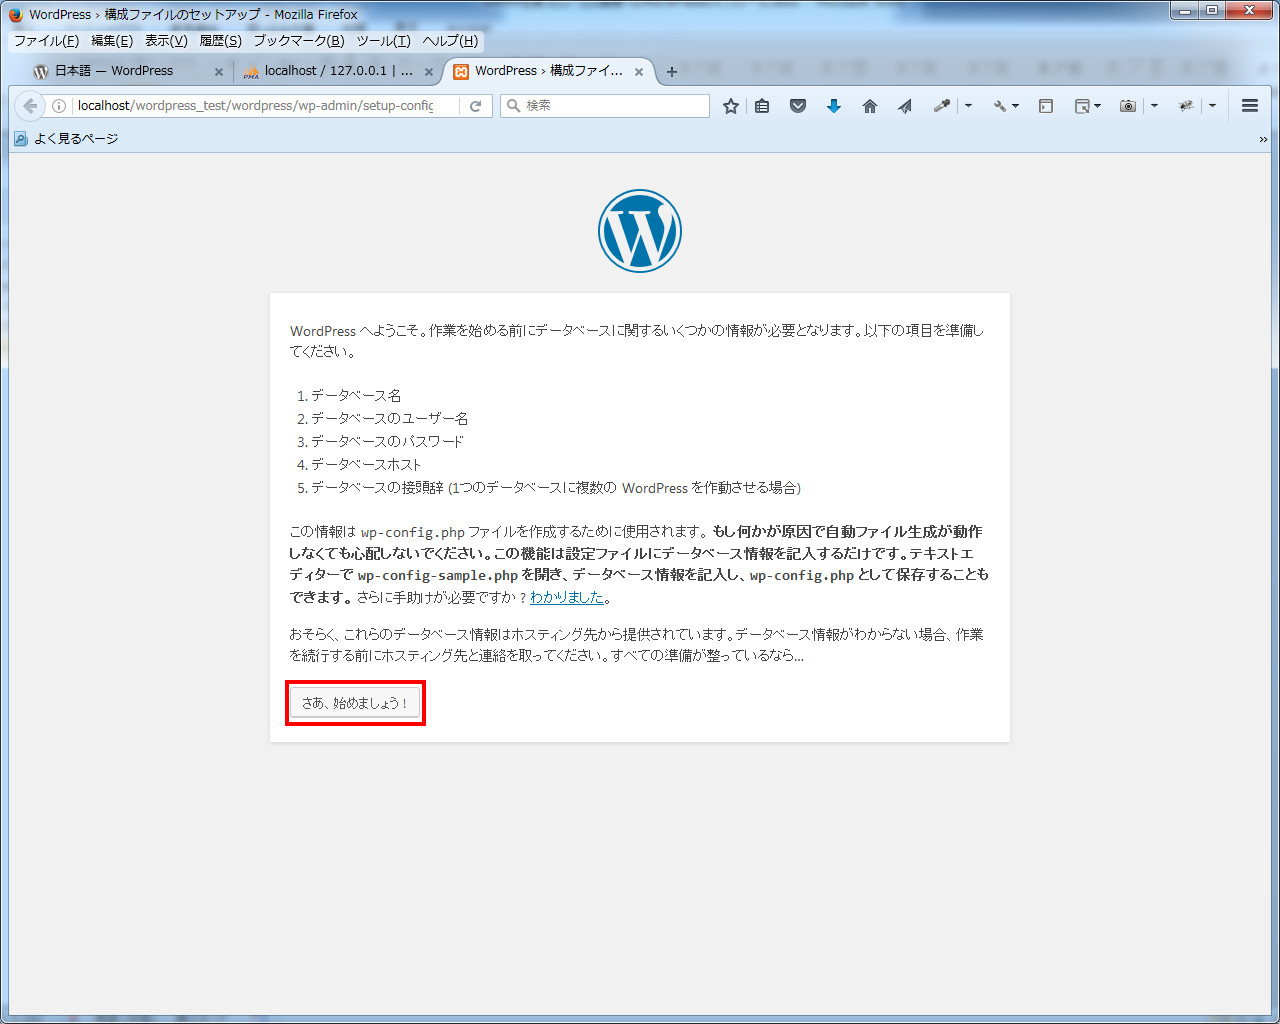 WordPress › 構成ファイルのセットアップ - Mozilla Firefox
ファイル(F) 編集(E) 表示(V) 履歴(S) ブックマーク(B) ツール(T) ヘルプ(H)
日本語 — WordPress
localhost / 127.0.0.1 | ...
WordPress › 構成ファイ...
localhost/wordpress_test/wordpress/wp-admin/setup-config
検索
よく見るページ
WordPress へようこそ。作業を始める前にデータベースに関するいくつかの情報が必要となります。以下の項目を準備し
てください。
1. データベース名
2. データベースのユーザー名
3. データベースのパスワード
4. データベースホスト
5. データベースの接頭辞 (1つのデータベースに複数の WordPress を作動させる場合)
この情報は wp-config.php ファイルを作成するために使用されます。 もし何かが原因で自動ファイル生成が動作
しなくても心配しないでください。この機能は設定ファイルにデータベース情報を記入するだけです。テキストエ
ディターで wp-config-sample.php を開き、データベース情報を記入し、wp-config.php として保存することも
できます。 さらに手助けが必要ですか ? わかりました。
おそらく、これらのデータベース情報はホスティング先から提供されています。データベース情報がわからない場合、作業
を続行する前にホスティング先と連絡を取ってください。すべての準備が整っているなら...
さあ、始めましょう !